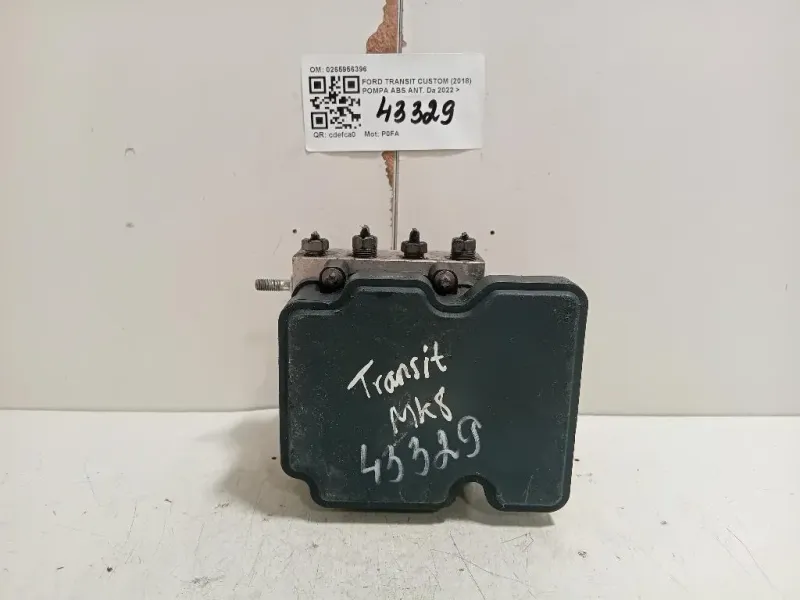 OM: 0265956396
FORD TRANSIT CUSTOM (2018)
POMPA ABS ANT. Da 2022 >
43329
QR: cdefca0 Mot: P0FA
Transit
Mk8
43329